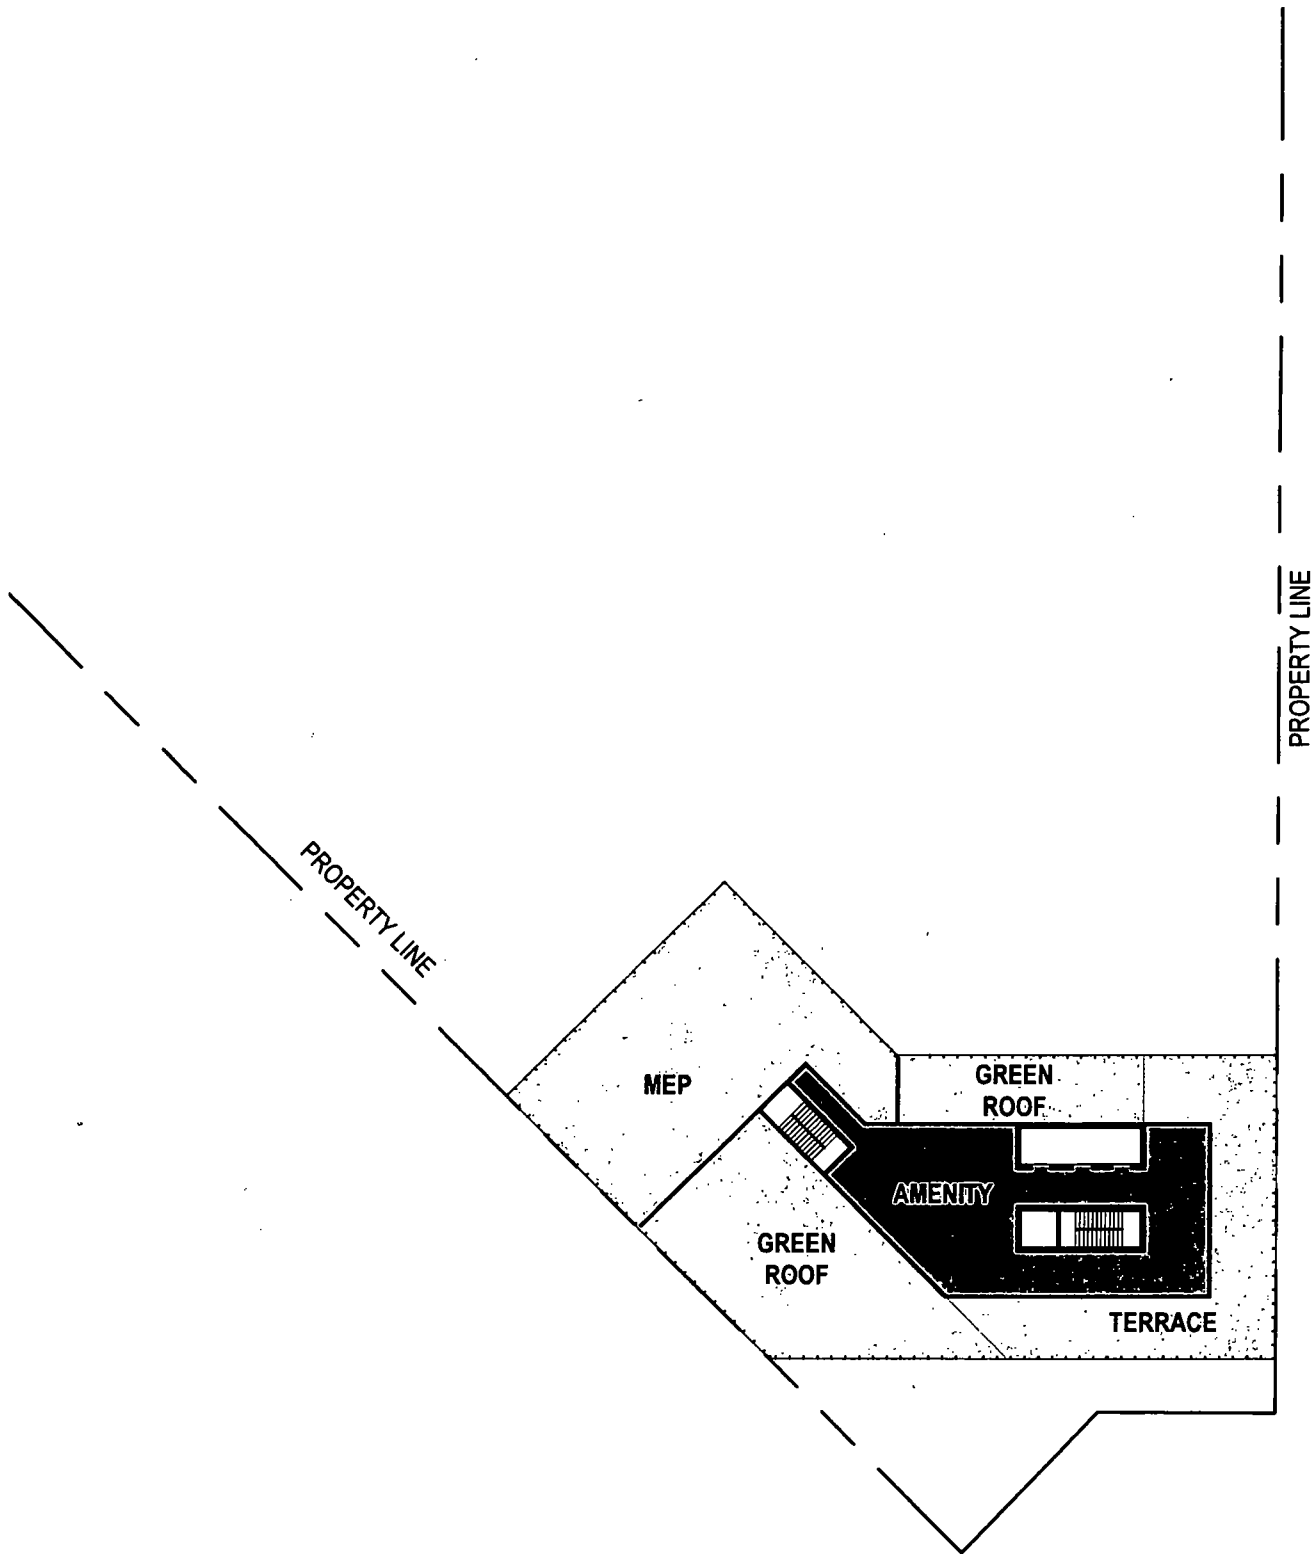 PROPERTY LINE
PROPERTY LINE
MEP
GREEN
ROOF
AMENITY
GREEN
ROOF
TERRACE